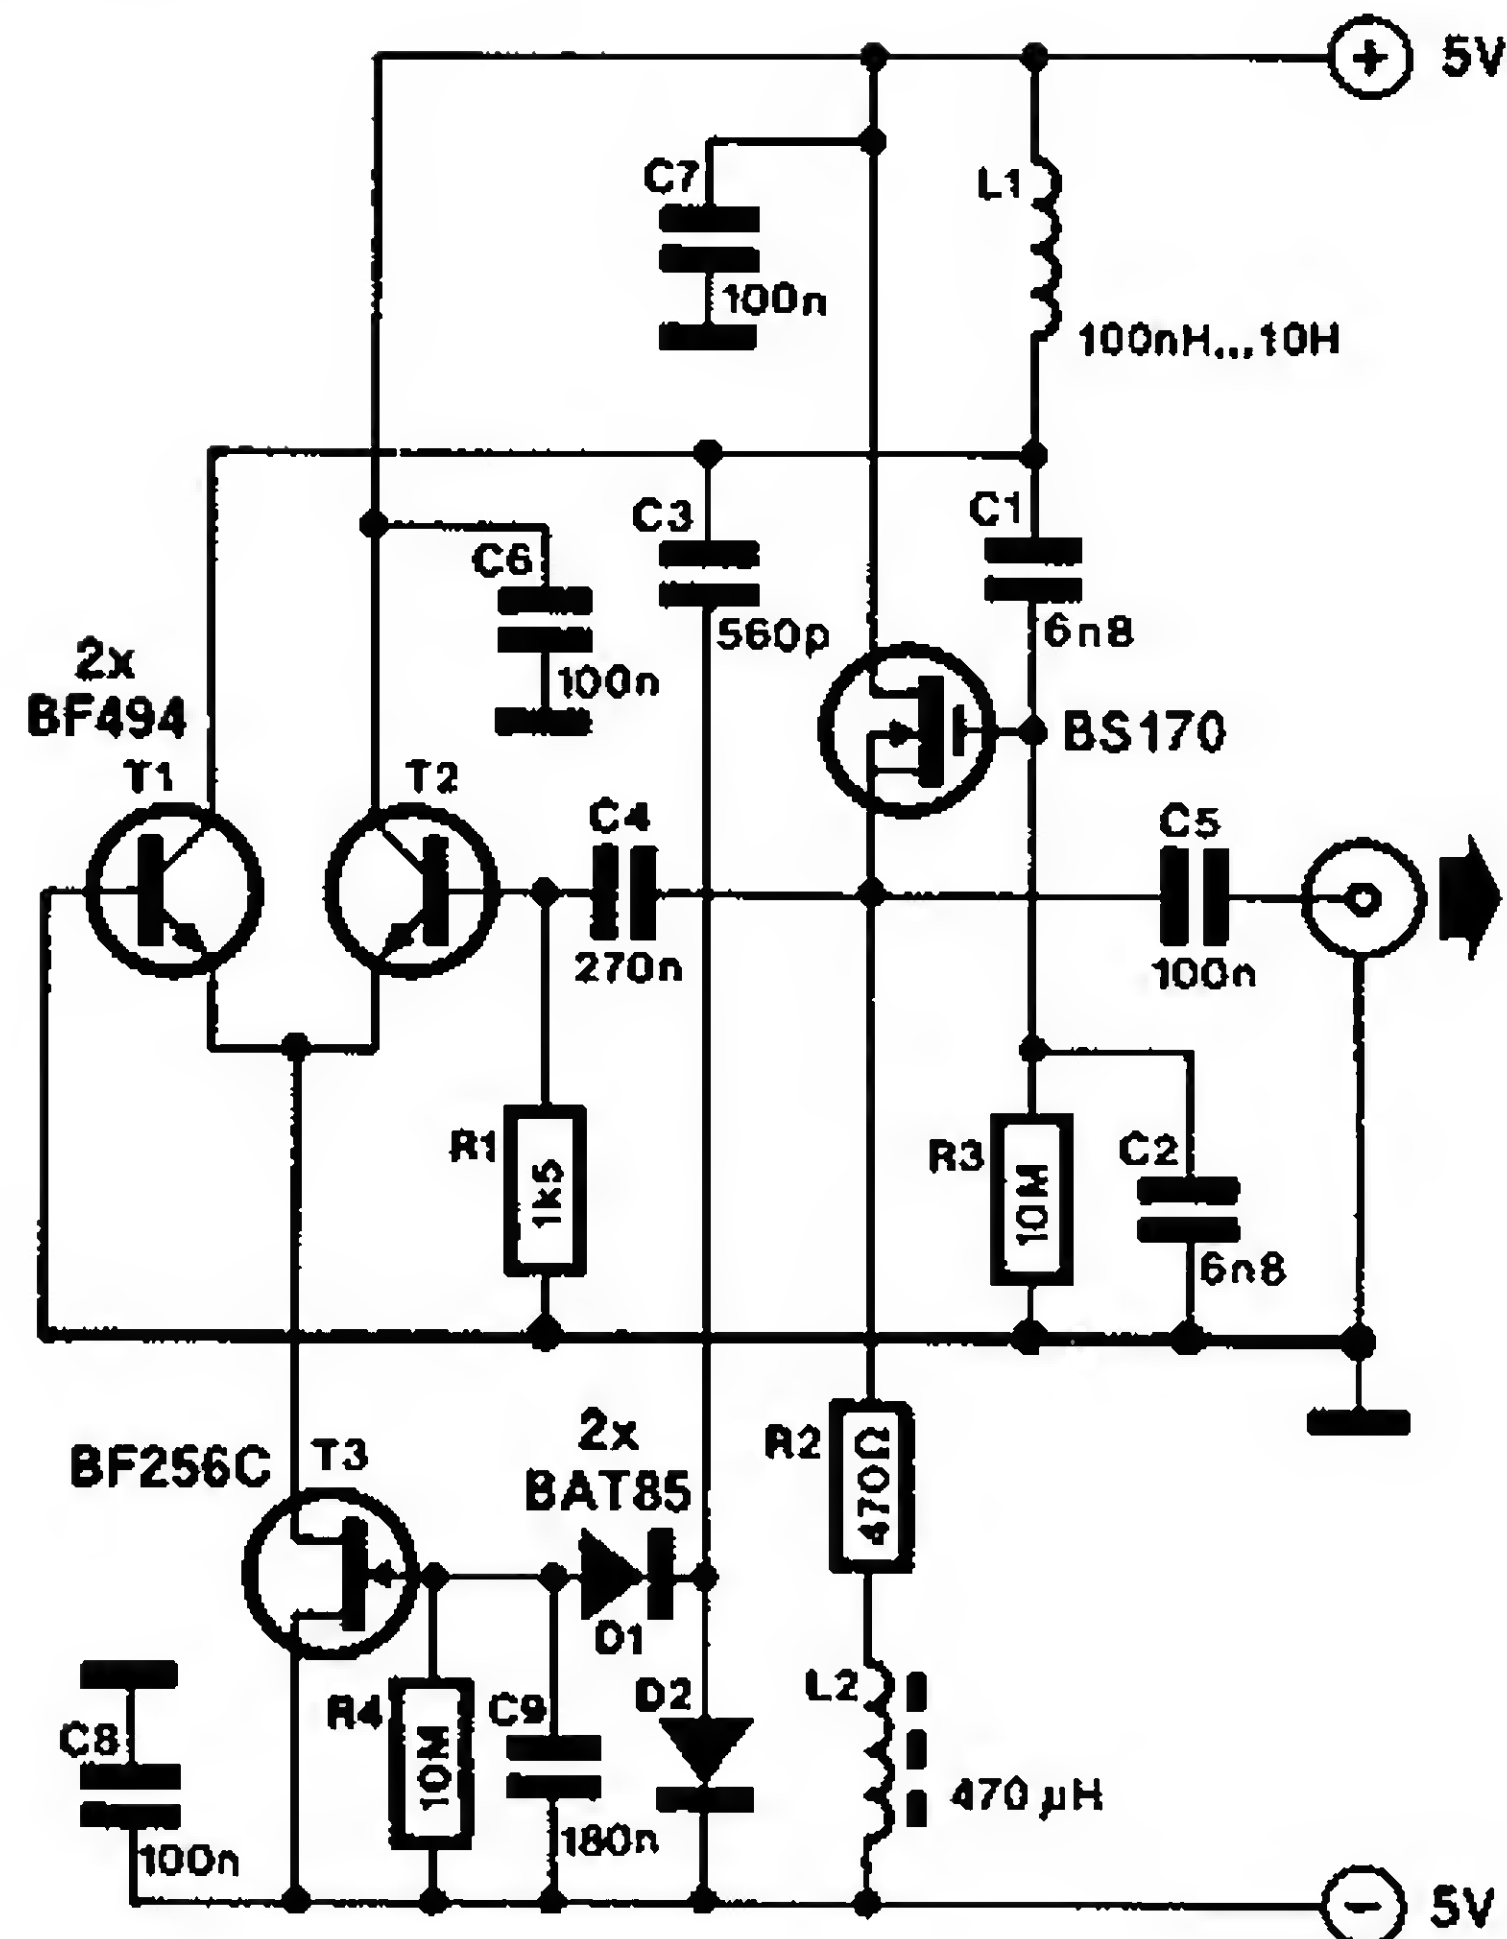 + 5V
C7
100n
L1
100nH...10H
C3
560p
C1
6n8
C6
100n
2x
BF494
T1
T2
BS170
C4
270n
C5
100n
R1
1k5
R3
10M
C2
6n8
BF256C
T3
2x
BAT85
R2
470Ω
D1
R4
10M
C9
180n
D2
L2
470 µH
C8
100n
− 5V